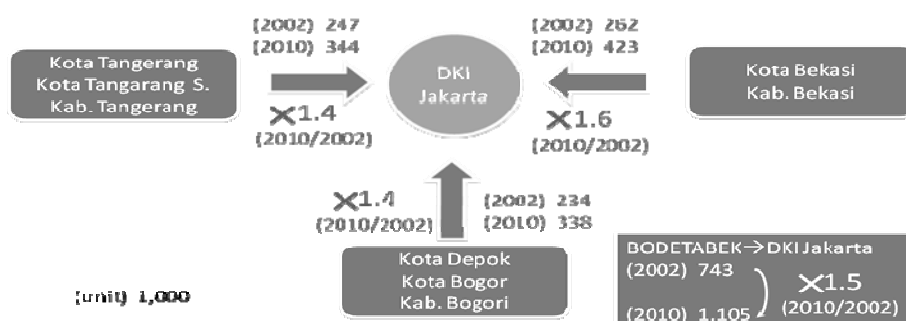 (2002) 247
(2010) 344
(2002) 262
(2010) 423
Kota Tangerang
Kota Tangarang S.
Kab. Tangerang
DKI
Jakarta
Kota Bekasi
Kab. Bekasi
×1.4
(2010/2002)
×1.6
(2010/2002)
×1.4
(2010/2002)
(2002) 234
(2010) 338
Kota Depok
Kota Bogor
Kab. Bogori
BODETABEK→DKI Jakarta
(2002) 743
(2010) 1,105
×1.5
(2010/2002)
(unit) 1,000